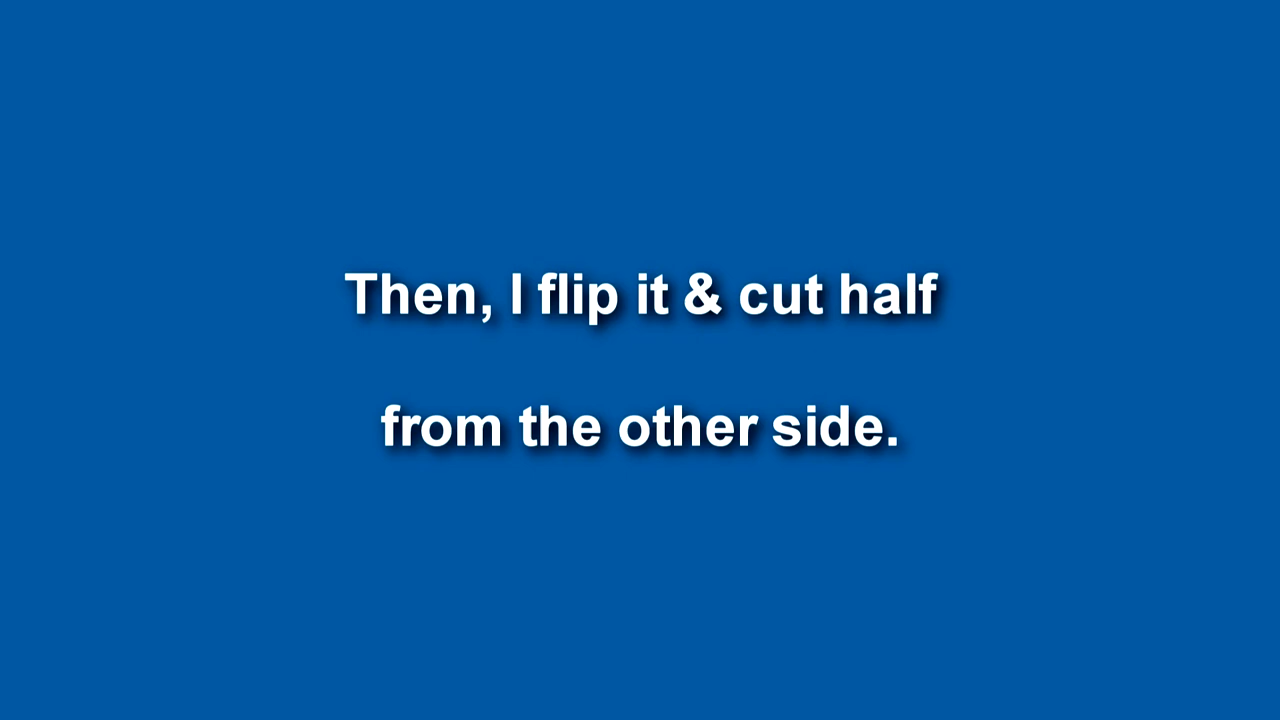 Then, I flip it & cut half
from the other side.